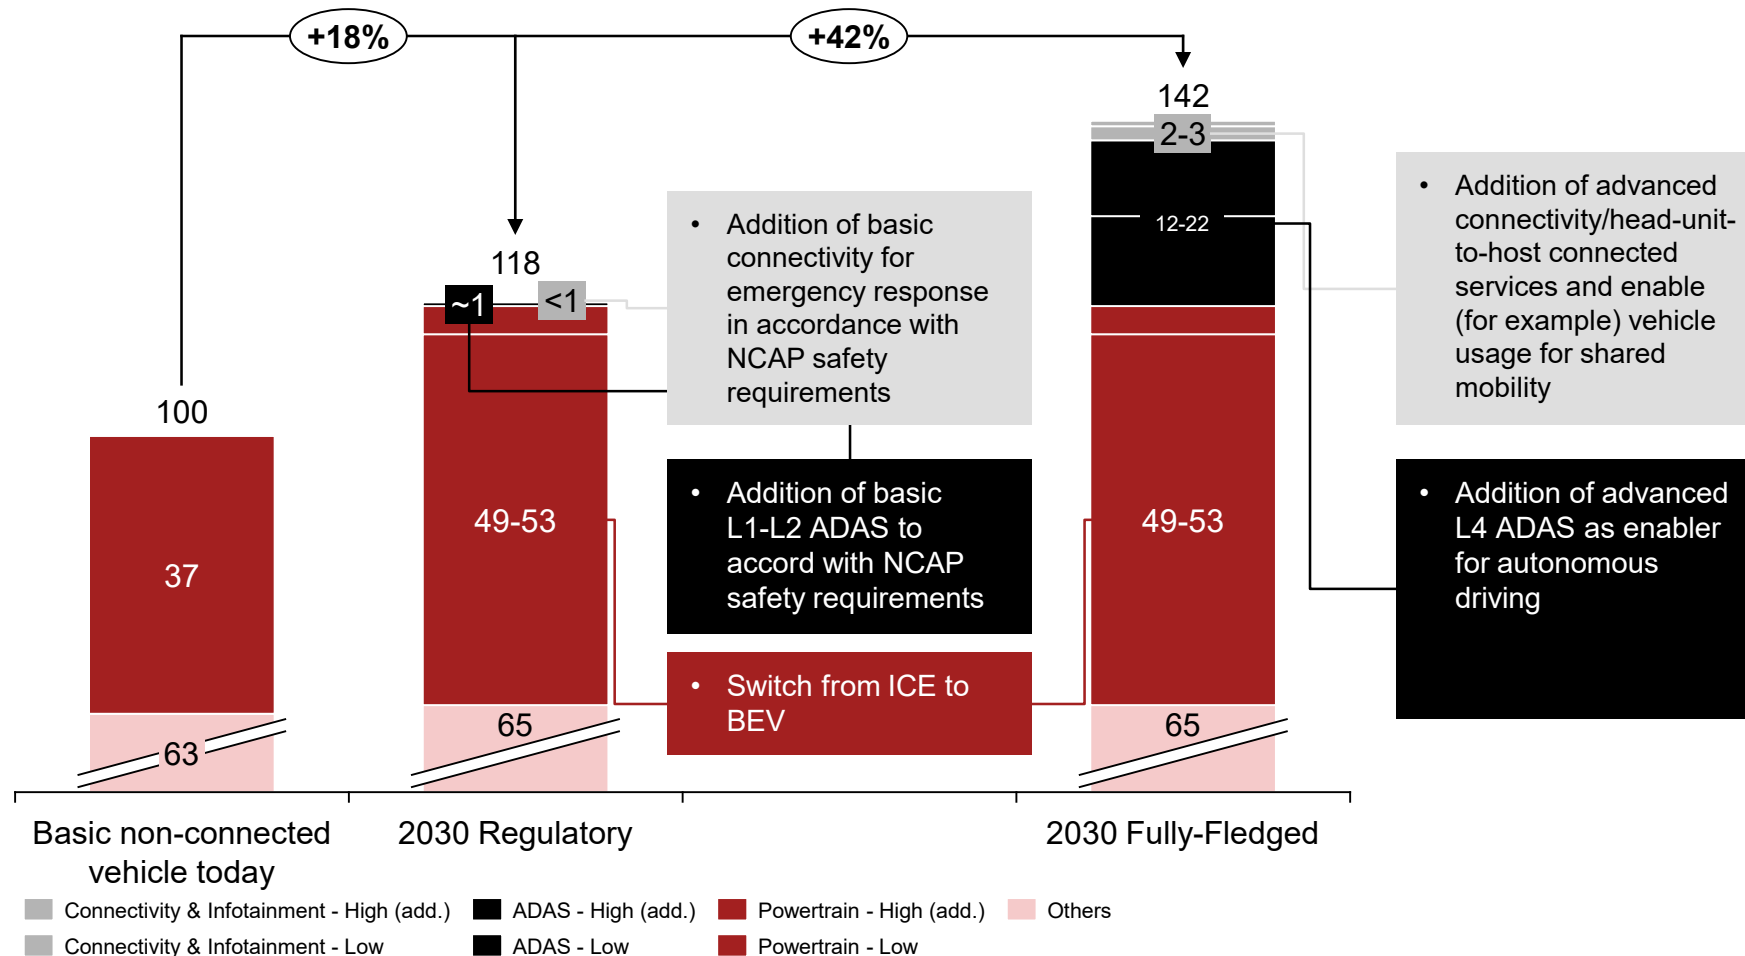 +18%
+42%
142
2-3
12-22
49-53
65
118
~1
<1
49-53
65
100
37
63
• Addition of basic
connectivity for
emergency response
in accordance with
NCAP safety
requirements
• Addition of basic
L1-L2 ADAS to
accord with NCAP
safety requirements
• Switch from ICE to
BEV
• Addition of advanced
connectivity/head-unit-
to-host connected
services and enable
(for example) vehicle
usage for shared
mobility
• Addition of advanced
L4 ADAS as enabler
for autonomous
driving
Basic non-connected
vehicle today
2030 Regulatory
2030 Fully-Fledged
Connectivity & Infotainment - High (add.)
ADAS - High (add.)
Powertrain - High (add.)
Others
Connectivity & Infotainment - Low
ADAS - Low
Powertrain - Low